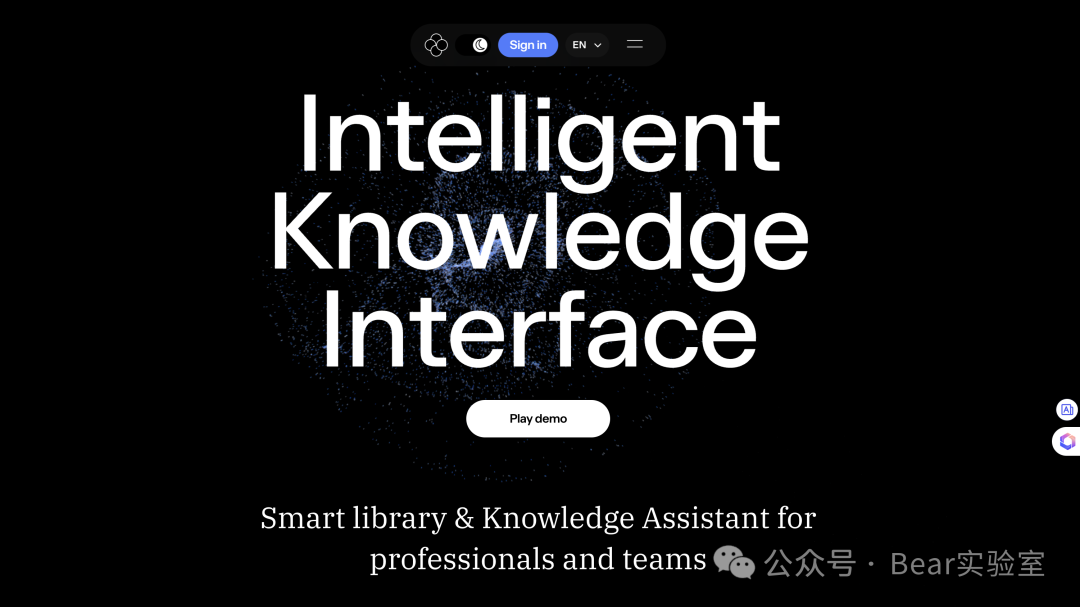 Sign in
EN
Intelligent
Knowledge
Interface
Play demo
Smart library & Knowledge Assistant for
professionals and teams
公众号 · Bear实验室